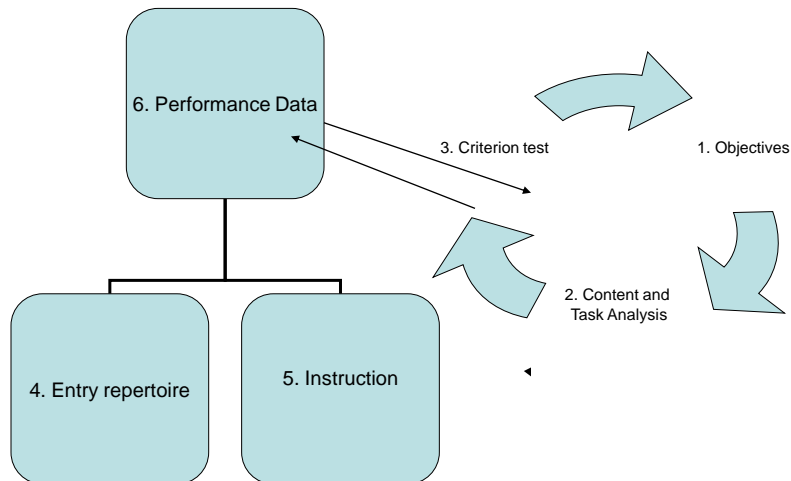 6. Performance Data
3. Criterion test
1. Objectives
2. Content and
Task Analysis
4. Entry repertoire
5. Instruction